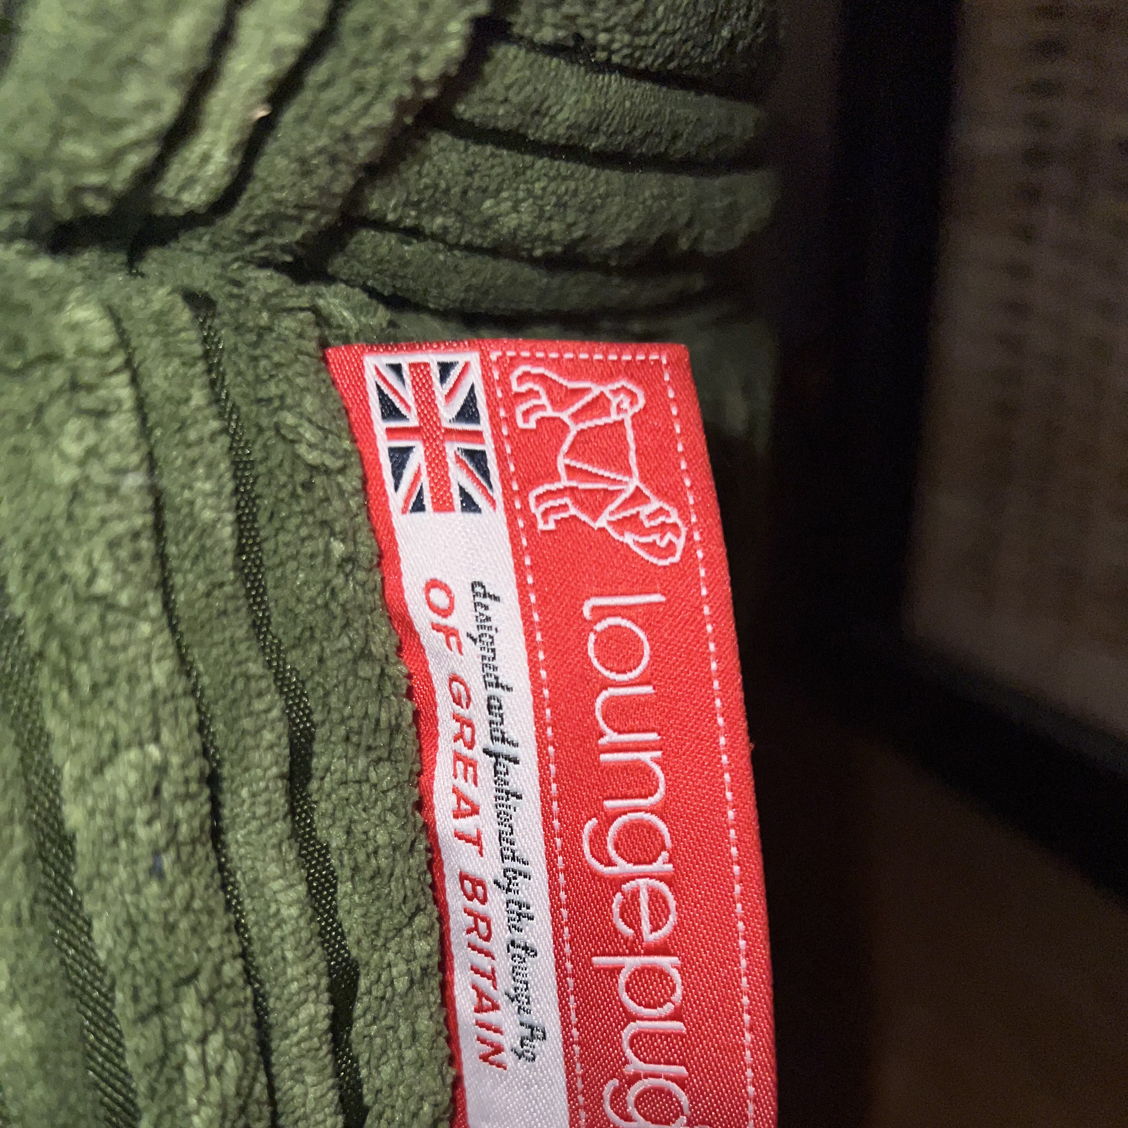 loungepug
designed and fashioned by the Lounge Pug
OF GREAT BRITAIN